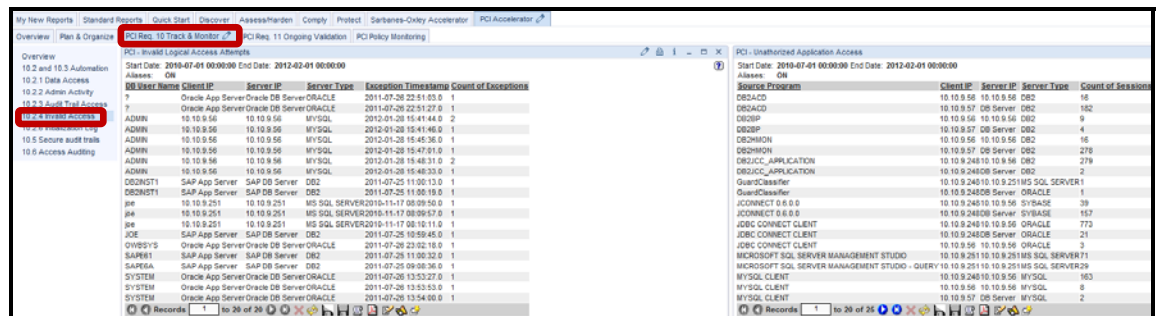 My New Reports Standard Reports Quick Start Discover Assess/Harden Comply Protect Sarbanes-Oxley Accelerator PCI Accelerator
Overview Plan & Organize PCI Req. 10 Track & Monitor PCI Req. 11 Ongoing Validation PCI Policy Monitoring
Overview
10.2 and 10.3 Automation
10.2.1 Data Access
10.2.2 Admin Activity
10.2.3 Audit Trail Access
10.2.4 Invalid Access
10.2.6 Initialization Log
10.5 Secure audit trails
10.6 Access Auditing
PCI - Invalid Logical Access Attempts
Start Date: 2010-07-01 00:00:00 End Date: 2012-02-01 00:00:00
Aliases: ON
DB User Name Client IP Server IP Server Type Exception Timestamp Count of Exceptions
? Oracle App Server Oracle DB Server ORACLE 2011-07-26 22:51:03.0 1
? Oracle App Server Oracle DB Server ORACLE 2011-07-26 22:51:27.0 1
ADMIN 10.10.9.56 10.10.9.56 MYSQL 2012-01-28 15:41:44.0 2
ADMIN 10.10.9.56 10.10.9.56 MYSQL 2012-01-28 15:41:46.0 1
ADMIN 10.10.9.56 10.10.9.56 MYSQL 2012-01-28 15:45:36.0 1
ADMIN 10.10.9.56 10.10.9.56 MYSQL 2012-01-28 15:47:01.0 1
ADMIN 10.10.9.56 10.10.9.56 MYSQL 2012-01-28 15:48:31.0 2
ADMIN 10.10.9.56 10.10.9.56 MYSQL 2012-01-28 15:48:33.0 1
DB2INST1 SAP App Server SAP DB Server DB2 2011-07-25 11:00:13.0 1
DB2INST1 SAP App Server SAP DB Server DB2 2011-07-25 11:00:19.0 1
joe 10.10.9.251 10.10.9.251 MS SQL SERVER 2010-11-17 08:09:50.0 1
joe 10.10.9.251 10.10.9.251 MS SQL SERVER 2010-11-17 08:09:57.0 1
joe 10.10.9.251 10.10.9.251 MS SQL SERVER 2010-11-17 08:10:11.0 1
JOE SAP App Server SAP DB Server DB2 2011-07-25 10:59:45.0 1
OWBSYS Oracle App Server Oracle DB Server ORACLE 2011-07-26 23:02:18.0 1
SAPE61 SAP App Server SAP DB Server DB2 2011-07-25 11:00:32.0 1
SAPE6A SAP App Server SAP DB Server DB2 2011-07-25 09:08:36.0 1
SYSTEM Oracle App Server Oracle DB Server ORACLE 2011-07-26 13:53:27.0 1
SYSTEM Oracle App Server Oracle DB Server ORACLE 2011-07-26 13:53:53.0 1
SYSTEM Oracle App Server Oracle DB Server ORACLE 2011-07-26 13:54:00.0 1
Records 1 to 20 of 20
PCI - Unathorized Application Access
Start Date: 2010-07-01 00:00:00 End Date: 2012-02-01 00:00:00
Aliases: ON
Source Program Client IP Server IP Server Type Count of Sessions
DB2ACD 10.10.9.56 10.10.9.56 DB2 16
DB2ACD 10.10.9.57 DB Server DB2 182
DB2BP 10.10.9.56 10.10.9.56 DB2 9
DB2BP 10.10.9.57 DB Server DB2 4
DB2HMON 10.10.9.56 10.10.9.56 DB2 16
DB2HMON 10.10.9.57 DB Server DB2 278
DB2JCC_APPLICATION 10.10.9.248 10.10.9.56 DB2 279
DB2JCC_APPLICATION 10.10.9.248 DB Server DB2 2
GuardClassifier 10.10.9.248 10.10.9.251 MS SQL SERVER 1
GuardClassifier 10.10.9.248 DB Server ORACLE 1
JCONNECT 0.6.0.0 10.10.9.248 10.10.9.56 SYBASE 39
JCONNECT 0.6.0.0 10.10.9.248 DB Server SYBASE 157
JDBC CONNECT CLIENT 10.10.9.248 10.10.9.56 ORACLE 773
JDBC CONNECT CLIENT 10.10.9.248 DB Server ORACLE 21
JDBC CONNECT CLIENT 10.10.9.56 10.10.9.56 ORACLE 3
MICROSOFT SQL SERVER MANAGEMENT STUDIO 10.10.9.251 10.10.9.251 MS SQL SERVER 71
MICROSOFT SQL SERVER MANAGEMENT STUDIO - QUERY 10.10.9.251 10.10.9.251 MS SQL SERVER 29
MYSQL CLIENT 10.10.9.248 10.10.9.56 MYSQL 163
MYSQL CLIENT 10.10.9.56 10.10.9.56 MYSQL 8
MYSQL CLIENT 10.10.9.57 DB Server MYSQL 2
Records 1 to 20 of 25